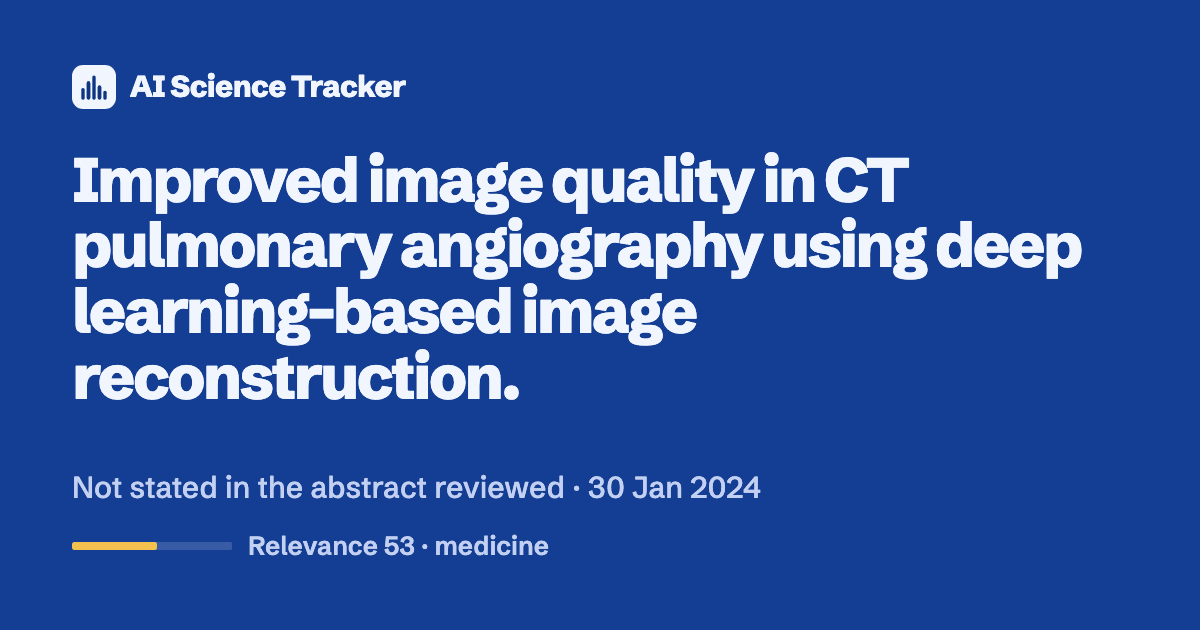 AI Science Tracker
Improved image quality in CT
pulmonary angiography using deep
learning-based image
reconstruction.
Not stated in the abstract reviewed · 30 Jan 2024
Relevance 53 · medicine